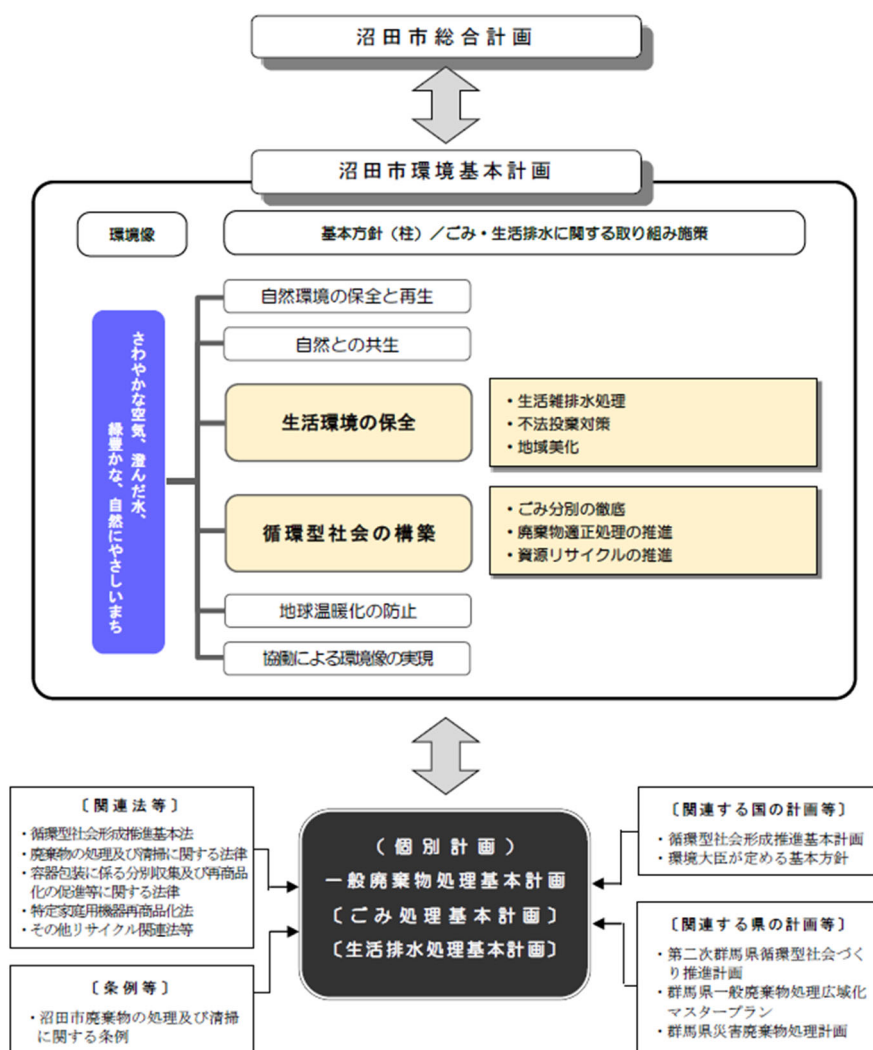 沼田市総合計画
沼田市環境基本計画
環境像
基本方針（柱）／ごみ・生活排水に関する取り組み施策
さわやかな空気、澄んだ水、
緑豊かな、自然にやさしいまち
自然環境の保全と再生
自然との共生
生活環境の保全
・生活雑排水処理
・不法投棄対策
・地域美化
循環型社会の構築
・ごみ分別の徹底
・廃棄物適正処理の推進
・資源リサイクルの推進
地球温暖化の防止
協働による環境像の実現
〔関連法等〕
・循環型社会形成推進基本法
・廃棄物の処理及び清掃に関する法律
・容器包装に係る分別収集及び再商品
化の促進等に関する法律
・特定家庭用機器再商品化法
・その他リサイクル関連法等
〔条例等〕
・沼田市廃棄物の処理及び清掃
に関する条例
（個別計画）
一般廃棄物処理基本計画
〔ごみ処理基本計画〕
〔生活排水処理基本計画〕
〔関連する国の計画等〕
・循環型社会形成推進基本計画
・環境大臣が定める基本方針
〔関連する県の計画等〕
・第二次群馬県循環型社会づく
り推進計画
・群馬県一般廃棄物処理広域化
マスタープラン
・群馬県災害廃棄物処理計画